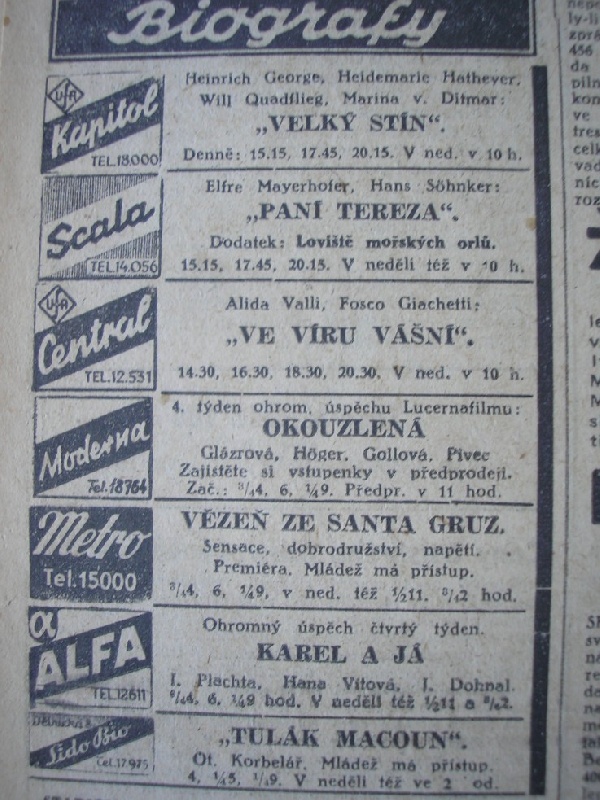 Biografy
UFA
Kapitol
TEL.18000
Heinrich George, Heidemarie Hatheyer,
Will Quadflieg, Marina v. Ditmar:
„VELKÝ STÍN“.
Denně: 15.15, 17.45, 20.15. V ned. v 10 h.
Scala
TEL.14.056
Elfre Mayerhofer, Hans Söhnker:
„PANÍ TEREZA“.
Dodatek: Loviště mořských orlů.
15.15, 17.45, 20.15. V neděli též v 10 h.
UFA
Central
TEL.12.531
Alida Valli, Fosco Giachetti:
„VE VÍRU VÁŠNÍ“.
14.30, 16.30, 18.30, 20.30. V ned. v 10 h.
Moderna
Tel.18764
4. týden ohrom. úspěchu Lucernafilmu:
OKOUZLENÁ
Glázrová, Höger, Gollová, Pivec
Zajistěte si vstupenky v předprodeji.
Zač.: ¾4, 6, ¼9. Předpr. v 11 hod.
Metro
Tel.15000
VĚZEŇ ZE SANTA GRUZ.
Sensace, dobrodružství, napětí.
Premiéra. Mládež má přístup.
¾4, 6, ¼9, v ned. též ½11. ¾2 hod.
α
ALFA
TEL.12611
Ohromný úspěch čtvrtý týden.
KAREL A JÁ
I. Plachta, Hana Vítová, J. Dohnal.
¾4, 6, ¼9 hod. V neděli též ½11 a ¾2.
Lido Bio
Tel.17975
„TULÁK MACOUN“.
Ot. Korbelář. Mládež má přístup.
4, ¼5, ¼9. V neděli též ve 2 od.